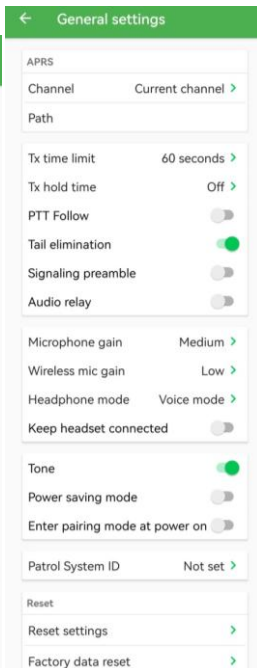 General settings
APRS
Channel Current channel
Path
Tx time limit 60 seconds
Tx hold time Off
PTT Follow
Tail elimination
Signaling preamble
Audio relay
Microphone gain Medium
Wireless mic gain Low
Headphone mode Voice mode
Keep headset connected
Tone
Power saving mode
Enter pairing mode at power on
Patrol System ID Not set
Reset
Reset settings
Factory data reset